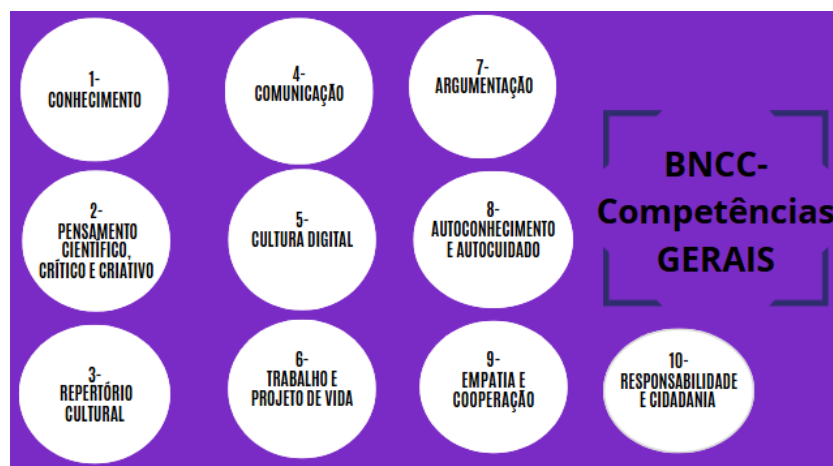 1-
CONHECIMENTO
2-
PENSAMENTO
CIENTÍFICO,
CRÍTICO E CRIATIVO
3-
REPERTÓRIO
CULTURAL
4-
COMUNICAÇÃO
5-
CULTURA DIGITAL
6-
TRABALHO E
PROJETO DE VIDA
7-
ARGUMENTAÇÃO
8-
AUTOCONHECIMENTO
E AUTOCUIDADO
9-
EMPATIA E
COOPERAÇÃO
10-
RESPONSABILIDADE
E CIDADANIA
BNCC-
Competências
GERAIS